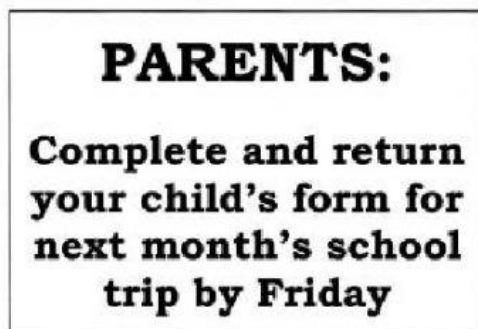 PARENTS:
Complete and return
your child's form for
next month's school
trip by Friday